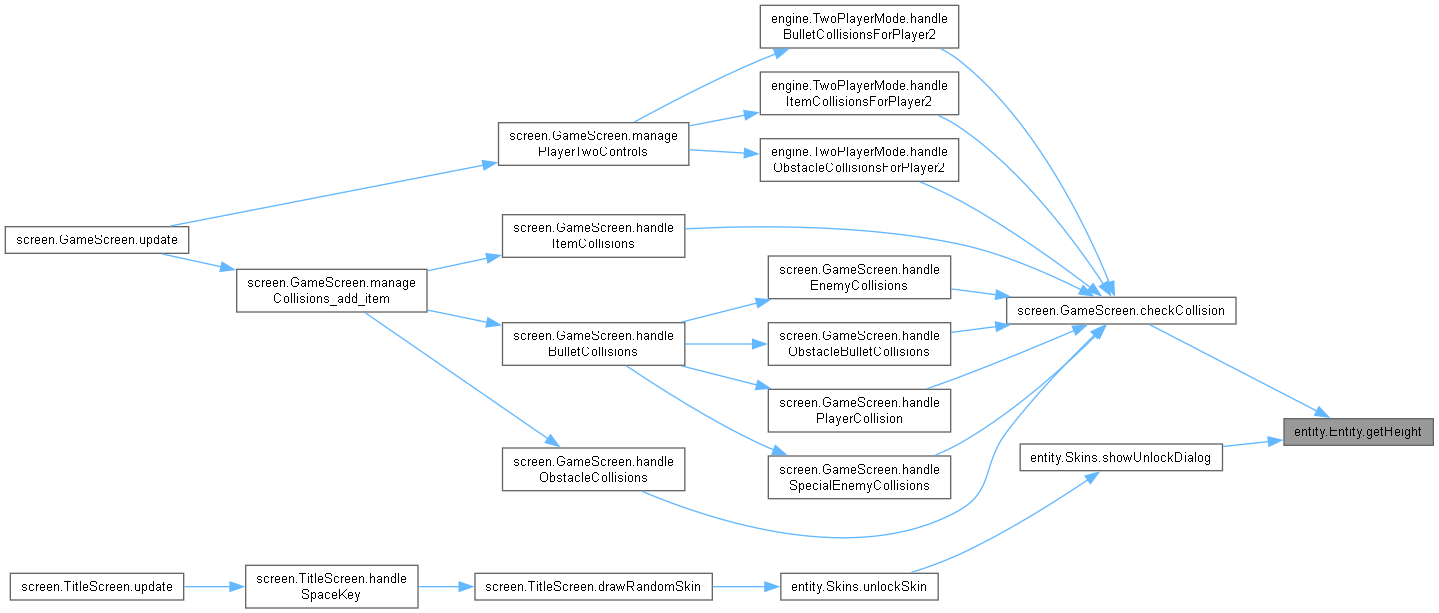 engine.TwoPlayerMode.handle
BulletCollisionsForPlayer2
engine.TwoPlayerMode.handle
ItemCollisionsForPlayer2
screen.GameScreen.manage
PlayerTwoControls
engine.TwoPlayerMode.handle
ObstacleCollisionsForPlayer2
screen.GameScreen.update
screen.GameScreen.handle
ItemCollisions
screen.GameScreen.manage
Collisions_add_item
screen.GameScreen.handle
EnemyCollisions
screen.GameScreen.checkCollision
screen.GameScreen.handle
BulletCollisions
screen.GameScreen.handle
ObstacleBulletCollisions
screen.GameScreen.handle
PlayerCollision
entity.Entity.getHeight
entity.Skins.showUnlockDialog
screen.GameScreen.handle
ObstacleCollisions
screen.GameScreen.handle
SpecialEnemyCollisions
screen.TitleScreen.update
screen.TitleScreen.handle
SpaceKey
screen.TitleScreen.drawRandomSkin
entity.Skins.unlockSkin